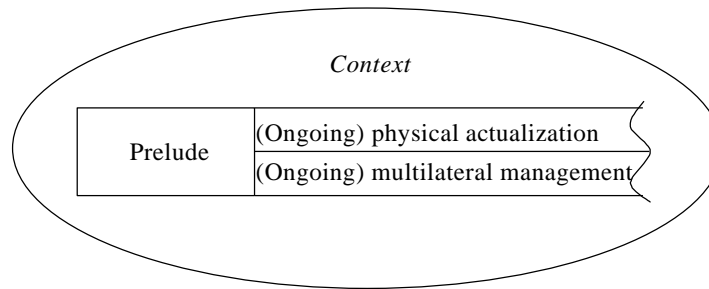 Context
(Ongoing) physical actualization
Prelude
(Ongoing) multilateral management